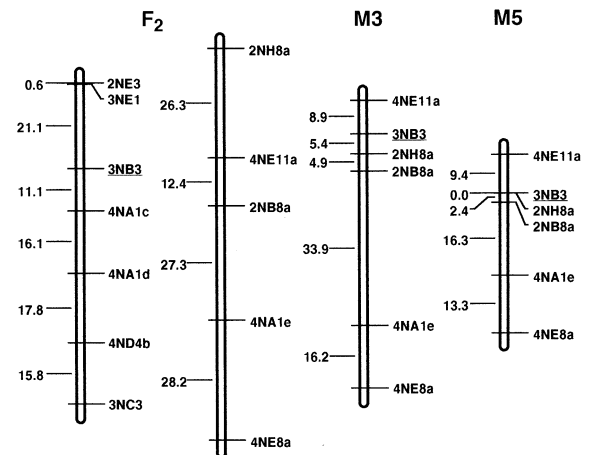 F2 M3 M5
0.6 2NE3
3NE1
21.1
3NB3
11.1
4NA1c
16.1
4NA1d
17.8
4ND4b
15.8
3NC3
2NH8a
26.3
4NE11a
12.4
2NB8a
27.3
4NA1e
28.2
4NE8a
4NE11a
8.9
3NB3
5.4
2NH8a
4.9
2NB8a
33.9
4NA1e
16.2
4NE8a
4NE11a
9.4
0.0 3NB3
2.4 2NH8a
2NB8a
16.3
4NA1e
13.3
4NE8a